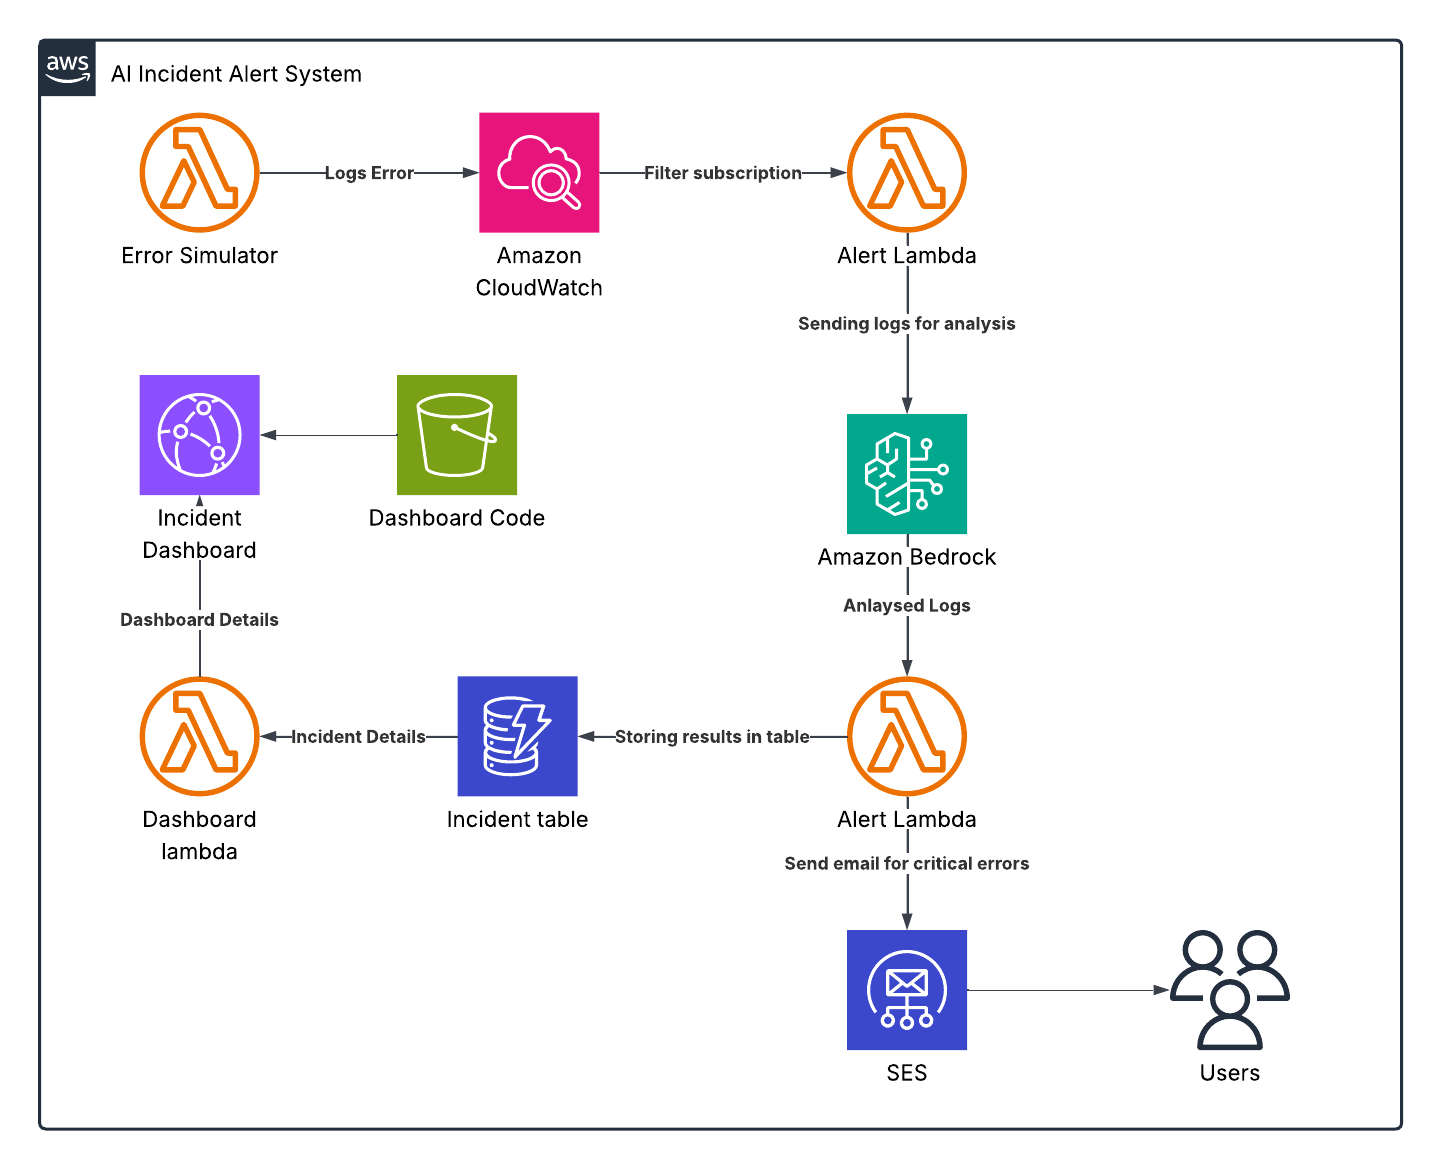 aws
AI Incident Alert System
Logs Error
Filter subscription
Error Simulator
Amazon
CloudWatch
Alert Lambda
Sending logs for analysis
Incident
Dashboard
Dashboard Code
Amazon Bedrock
Anlaysed Logs
Dashboard Details
Incident Details
Storing results in table
Dashboard
lambda
Incident table
Alert Lambda
Send email for critical errors
SES
Users